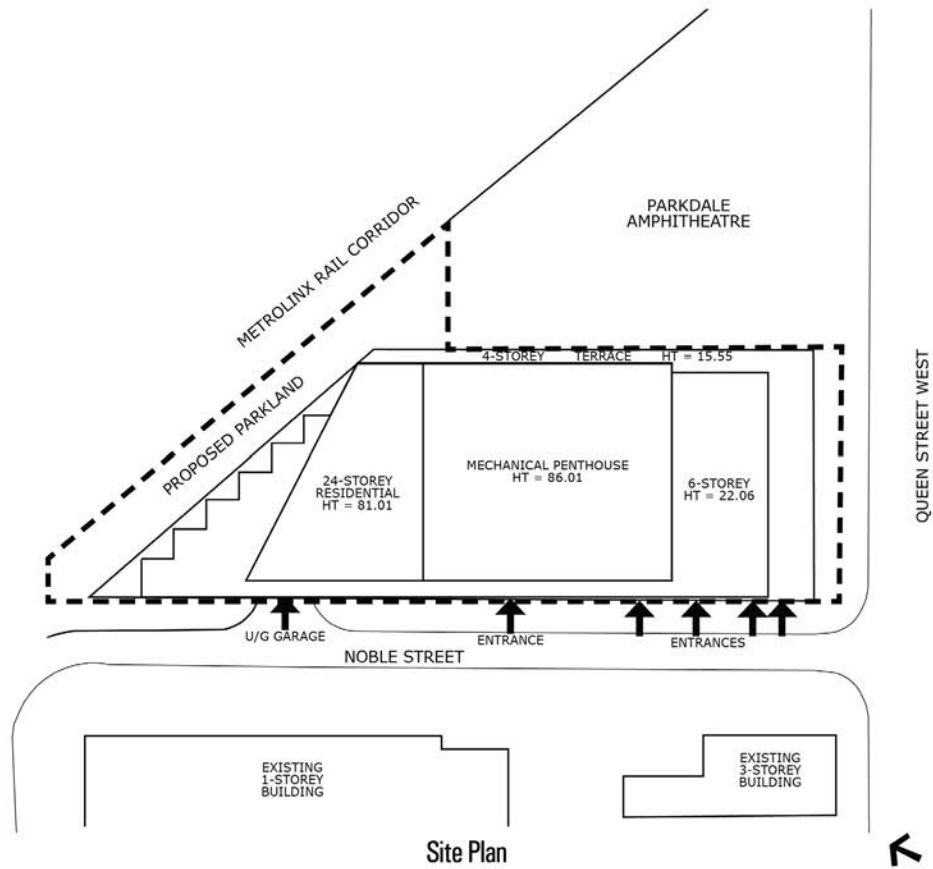 PARKDALE
AMPHITHEATRE
METROLINX RAIL CORRIDOR
4-STOREY TERRACE HT = 15.55
PROPOSED PARKLAND
QUEEN STREET WEST
24-STOREY
RESIDENTIAL
HT = 81.01
MECHANICAL PENTHOUSE
HT = 86.01
6-STOREY
HT = 22.06
U/G GARAGE
ENTRANCE
ENTRANCES
NOBLE STREET
EXISTING
1-STOREY
BUILDING
EXISTING
3-STOREY
BUILDING
Site Plan